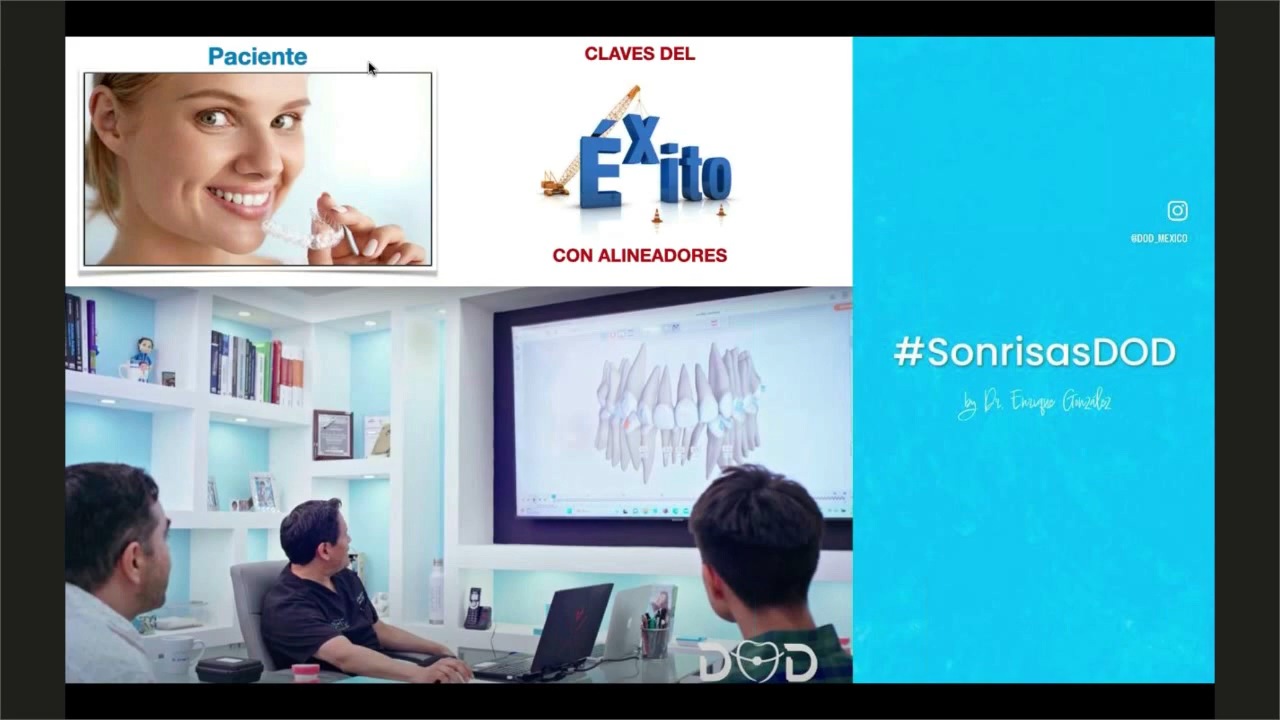 Paciente
CLAVES DEL
Éxito
CON ALINEADORES
@DOD_MEXICO
#SonrisasDOD
by Dr. Enrique González
DOD